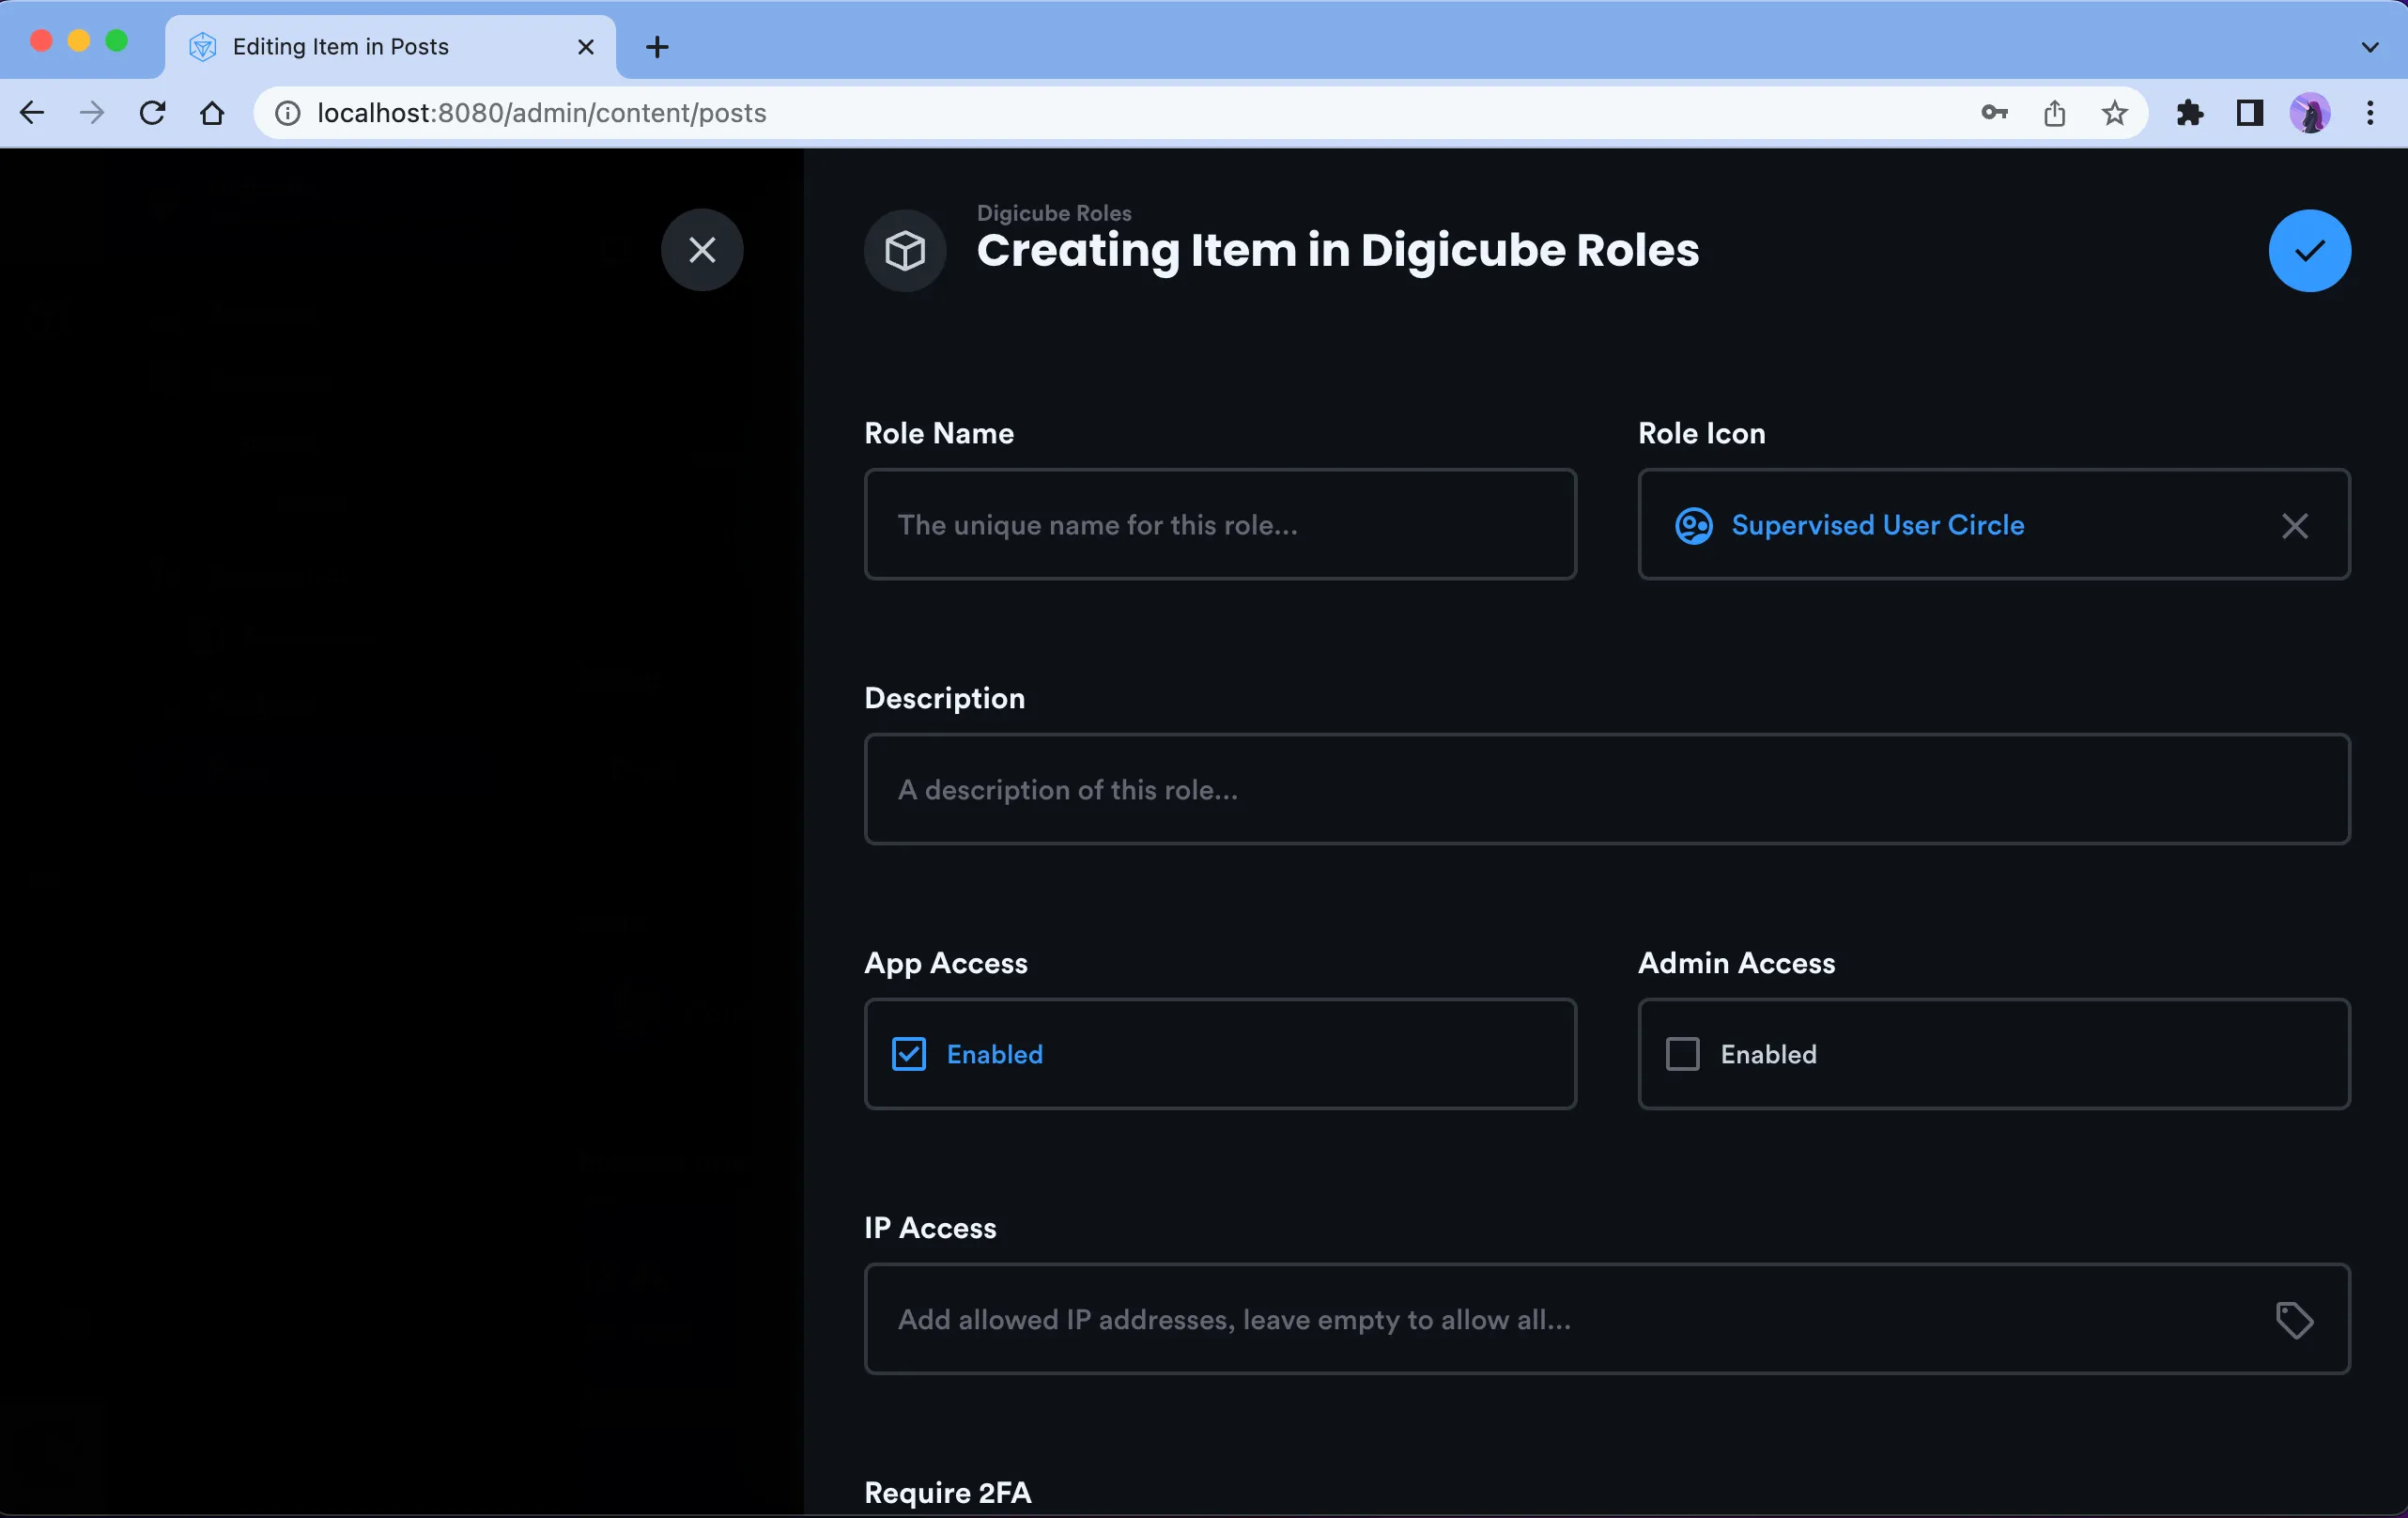 Editing Item in Posts
localhost:8080/admin/content/posts
Digicube Roles
Creating Item in Digicube Roles
Role Name
Role Icon
The unique name for this role...
Supervised User Circle
Description
A description of this role...
App Access
Admin Access
Enabled
Enabled
IP Access
Add allowed IP addresses, leave empty to allow all...
Require 2FA